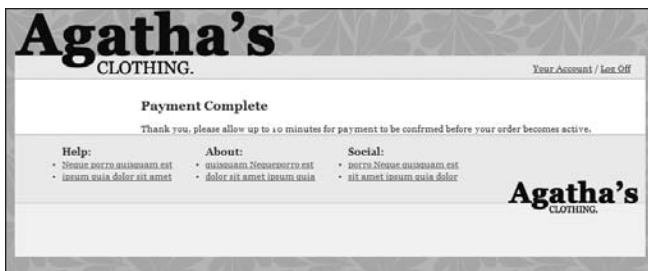 Agatha's
CLOTHING.
Your Account / Log Off
Payment Complete
Thank you, please allow up to 10 minutes for payment to be confrmed before your order becomes active.
Help: About: Social:
• Neque porro quisquam est • quisquam Nequeporro est • porro Neque quisquam est
• ipsum quia dolor sit amet • dolor sit amet ipsum quia • sit amet ipsum quia dolor
Agatha's
CLOTHING.